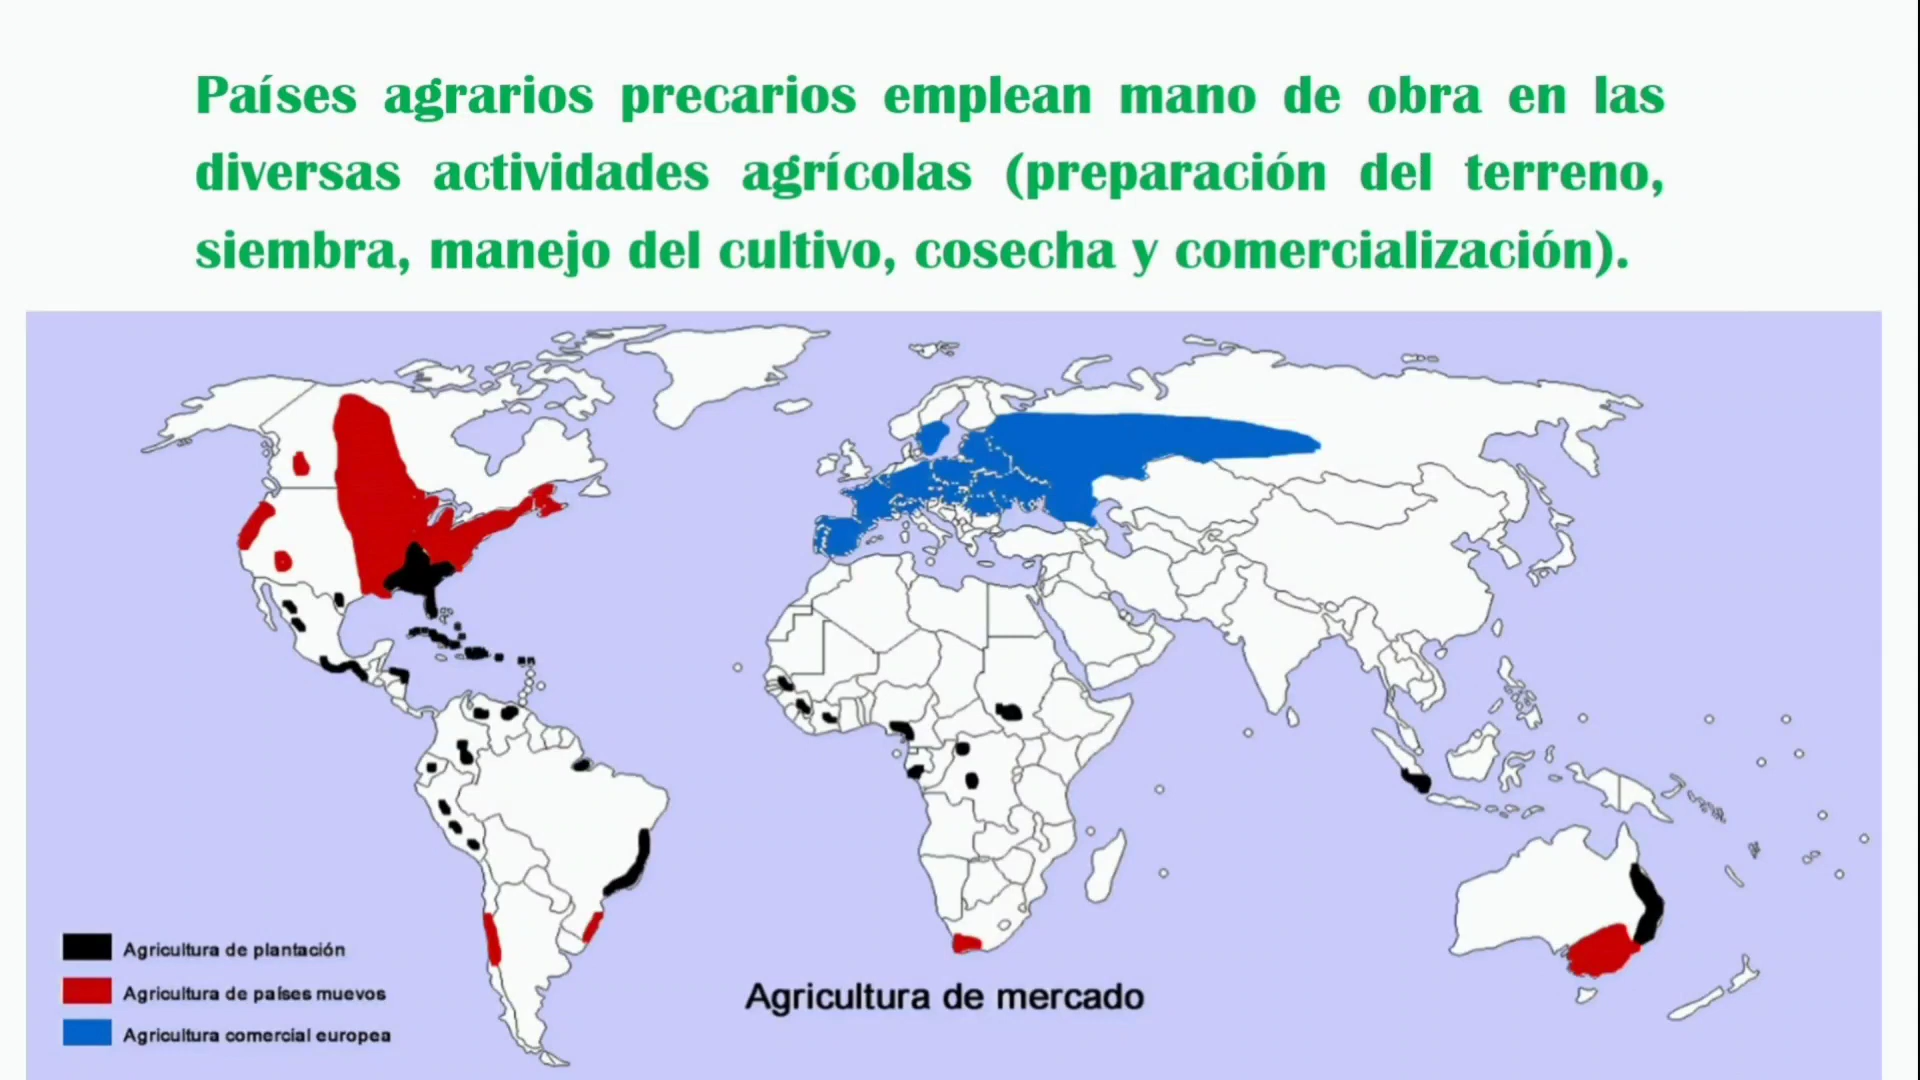 Países agrarios precarios emplean mano de obra en las
diversas actividades agrícolas (preparación del terreno,
siembra, manejo del cultivo, cosecha y comercialización).
Agricultura de plantación
Agricultura de países muevos
Agricultura comercial europea
Agricultura de mercado